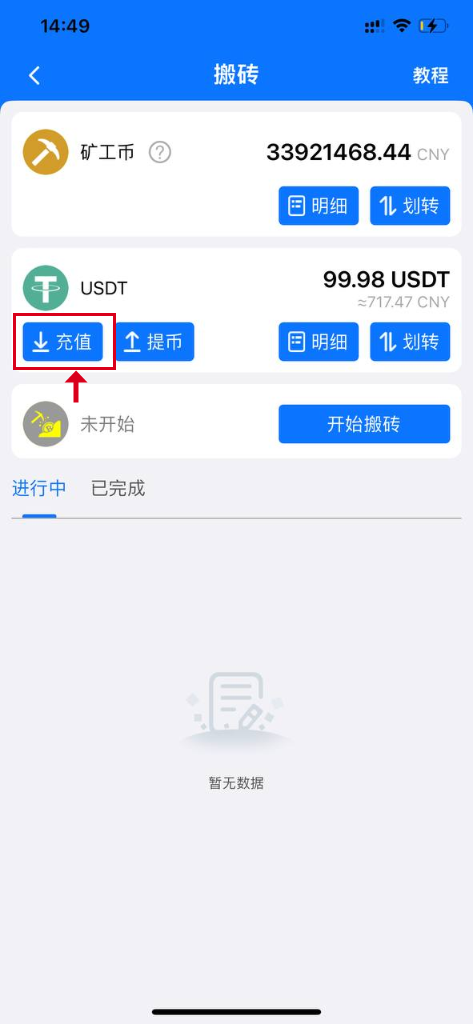 14:49
搬砖
教程
矿工币
33921468.44 CNY
明细
划转
USDT
99.98 USDT
≈717.47 CNY
充值
提币
明细
划转
未开始
开始搬砖
进行中
已完成
暂无数据